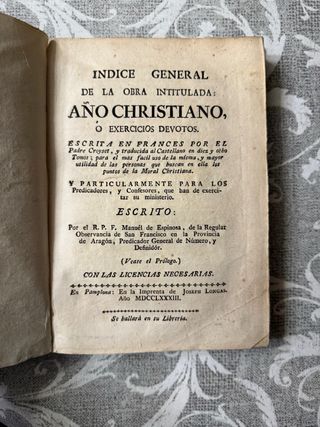 INDICE GENERAL
DE LA OBRA INTITULADA:
AÑO CHRISTIANO,
O EXERCICIOS DEVOTOS.
ESCRITA EN FRANCES POR EL
Padre Croyset, y traducida al Castellano en diez y ocho
Tomos; para el más facil uso de la misma, y mayor
utilidad de las personas que buscan en ella los
puntos de la Moral Christiana.
Y PARTICULARMENTE PARA LOS
Predicadores, y Confesores, que han de exerci-
tar su ministerio.
ESCRITO:
Por el R. P. F. Manuél de Espinosa, de la Regular
Observancia de San Francisco en la Provincia
de Aragón, Predicador General de Número, y
Definidór.
(Vease el Prólogo.)
CON LAS LICENCIAS NECESARIAS.
En Pamplona: En la Imprenta de JOSEPH LONGAS
Año MDCCLXXXIII.
Se hallará en su Librería.